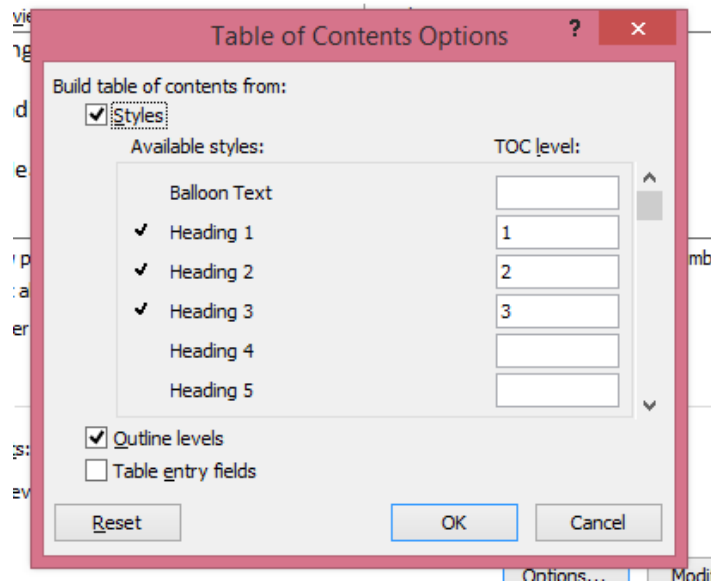 Table of Contents Options ? ×
Build table of contents from:
Styles
Available styles: TOC level:
Balloon Text
Heading 1 1
Heading 2 2
Heading 3 3
Heading 4
Heading 5
Outline levels
Table entry fields
Reset OK Cancel
Options...